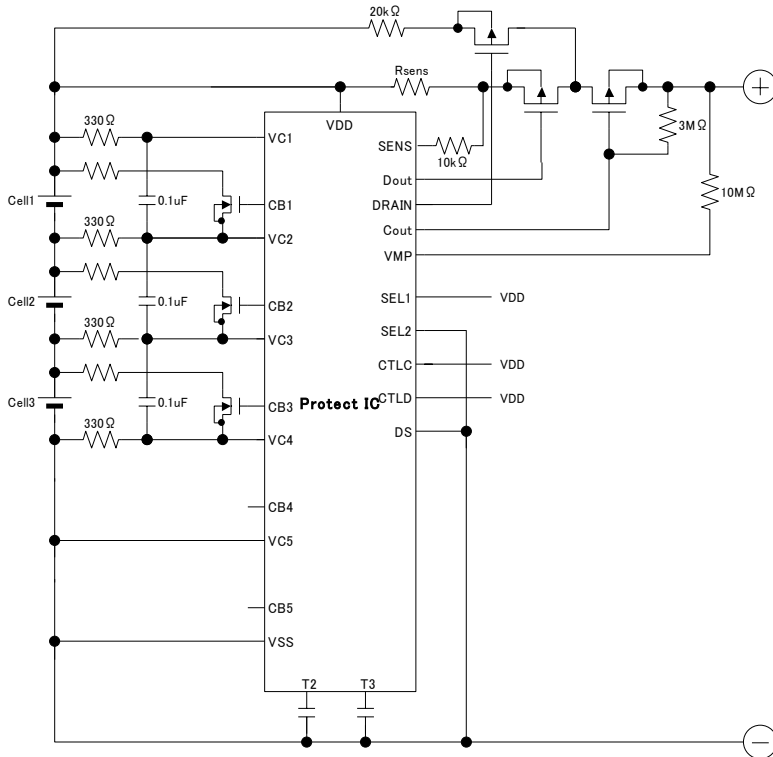 20kΩ
Rsens
330Ω
VDD
VC1
SENS
3MΩ
10kΩ
Dout
10MΩ
Cell1
0.1uF
CB1
DRAIN
330Ω
VC2
Cout
VMP
Cell2
0.1uF
CB2
SEL1
VDD
330Ω
VC3
SEL2
CTLC
VDD
Cell3
0.1uF
CB3
Protect IC
CTLD
VDD
330Ω
VC4
DS
CB4
VC5
CB5
VSS
T2
T3